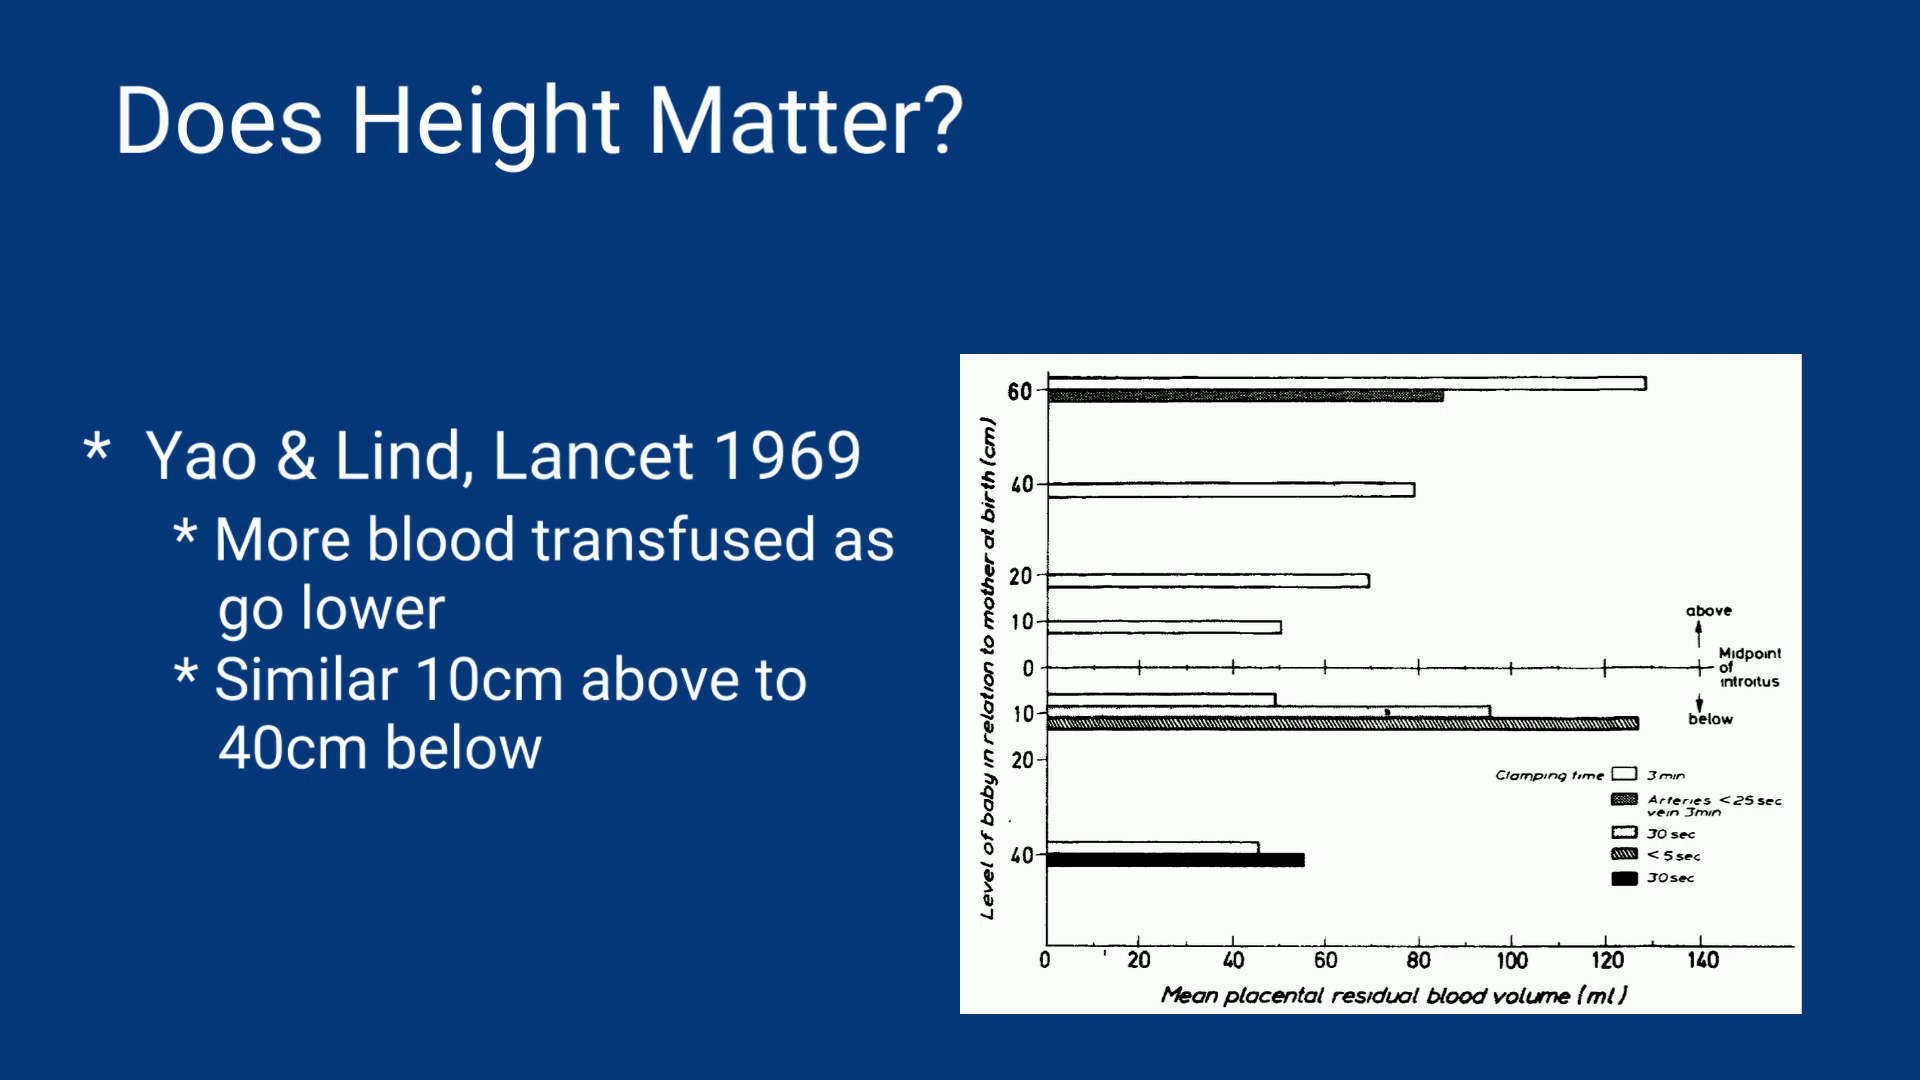 Does Height Matter?
* Yao & Lind, Lancet 1969
* More blood transfused as
go lower
* Similar 10cm above to
40cm below
Level of baby in relation to mother at birth (cm)
60
40
20
10
0
10
20
40
above
Midpoint
of
introitus
below
Clamping time
3 min
Arteries <25 sec
vein 3min
30 sec
<5 sec
30 sec
0 20 40 60 80 100 120 140
Mean placental residual blood volume (ml)